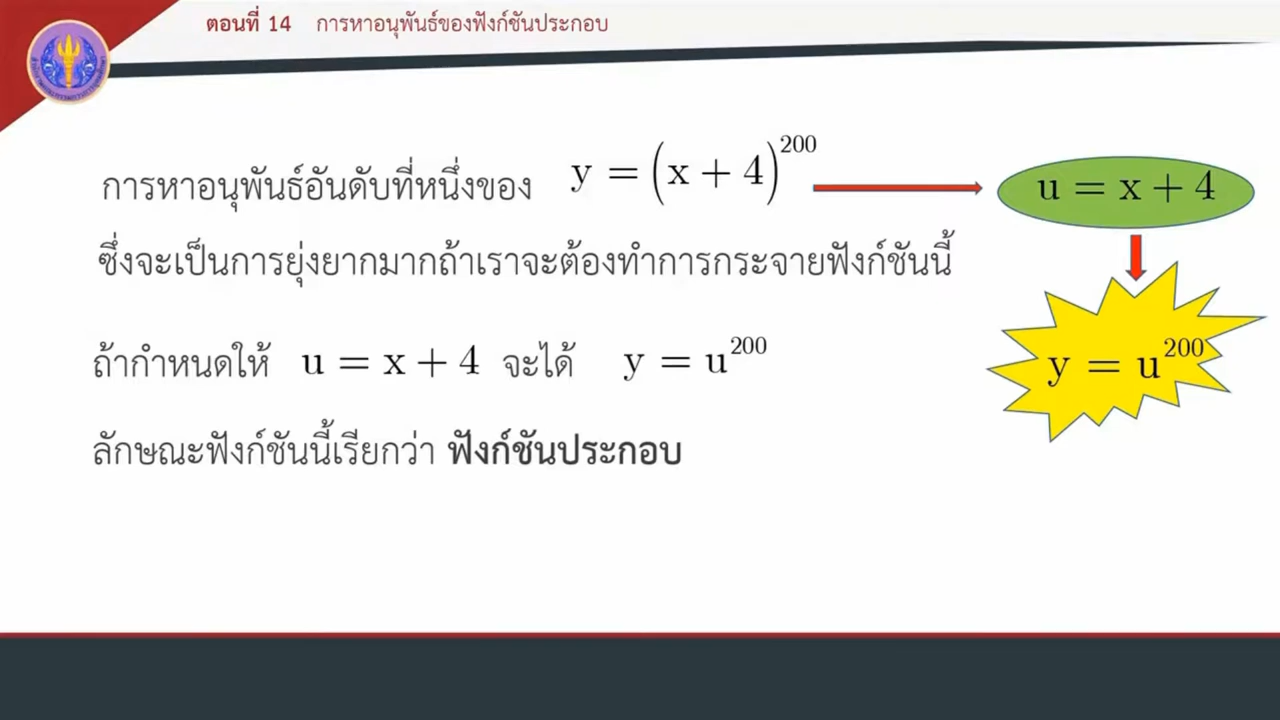 ตอนที่ 14 การหาอนุพันธ์ของฟังก์ชันประกอบ
การหาอนุพันธ์อันดับที่หนึ่งของ y = (x + 4)^200
u = x + 4
ซึ่งจะเป็นการยุ่งยากมากถ้าเราจะต้องทำการกระจายฟังก์ชันนี้
ถ้ากำหนดให้ u = x + 4 จะได้ y = u^200
y = u^200
ลักษณะฟังก์ชันนี้เรียกว่า ฟังก์ชันประกอบ